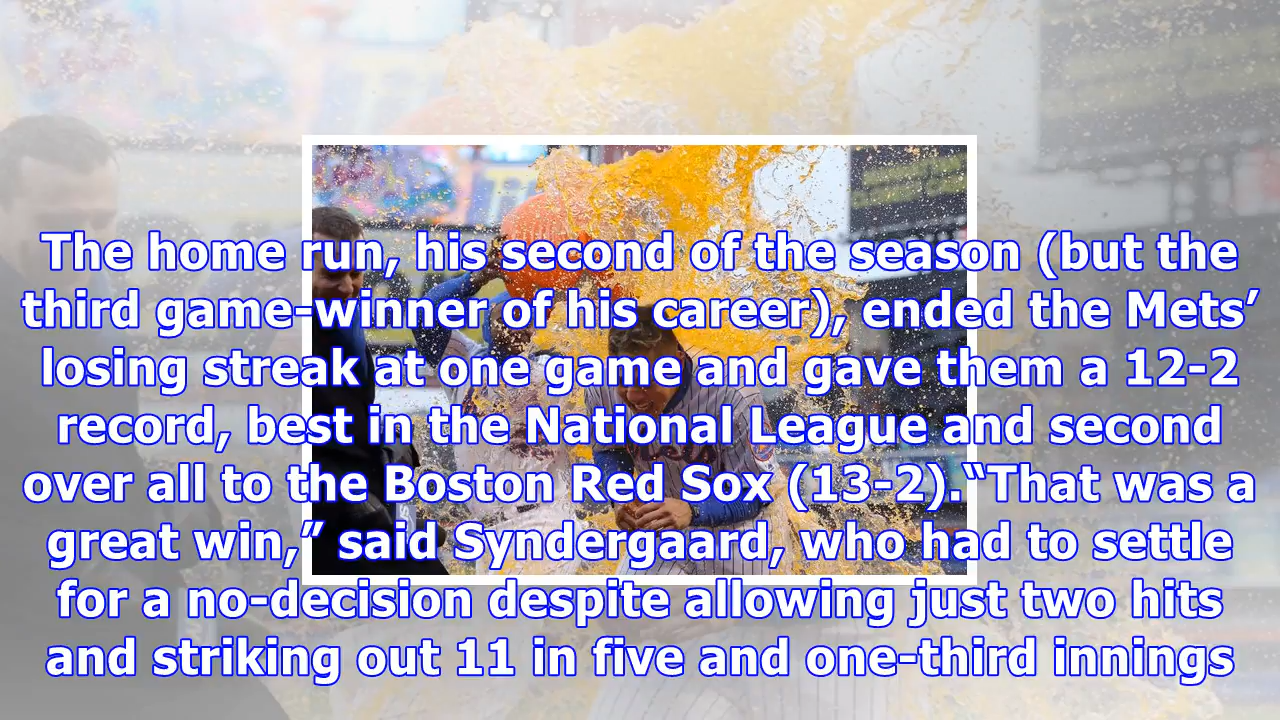 The home run, his second of the season (but the
third game-winner of his career), ended the Mets’
losing streak at one game and gave them a 12-2
record, best in the National League and second
over all to the Boston Red Sox (13-2).“That was a
great win,” said Syndergaard, who had to settle
for a no-decision despite allowing just two hits
and striking out 11 in five and one-third innings